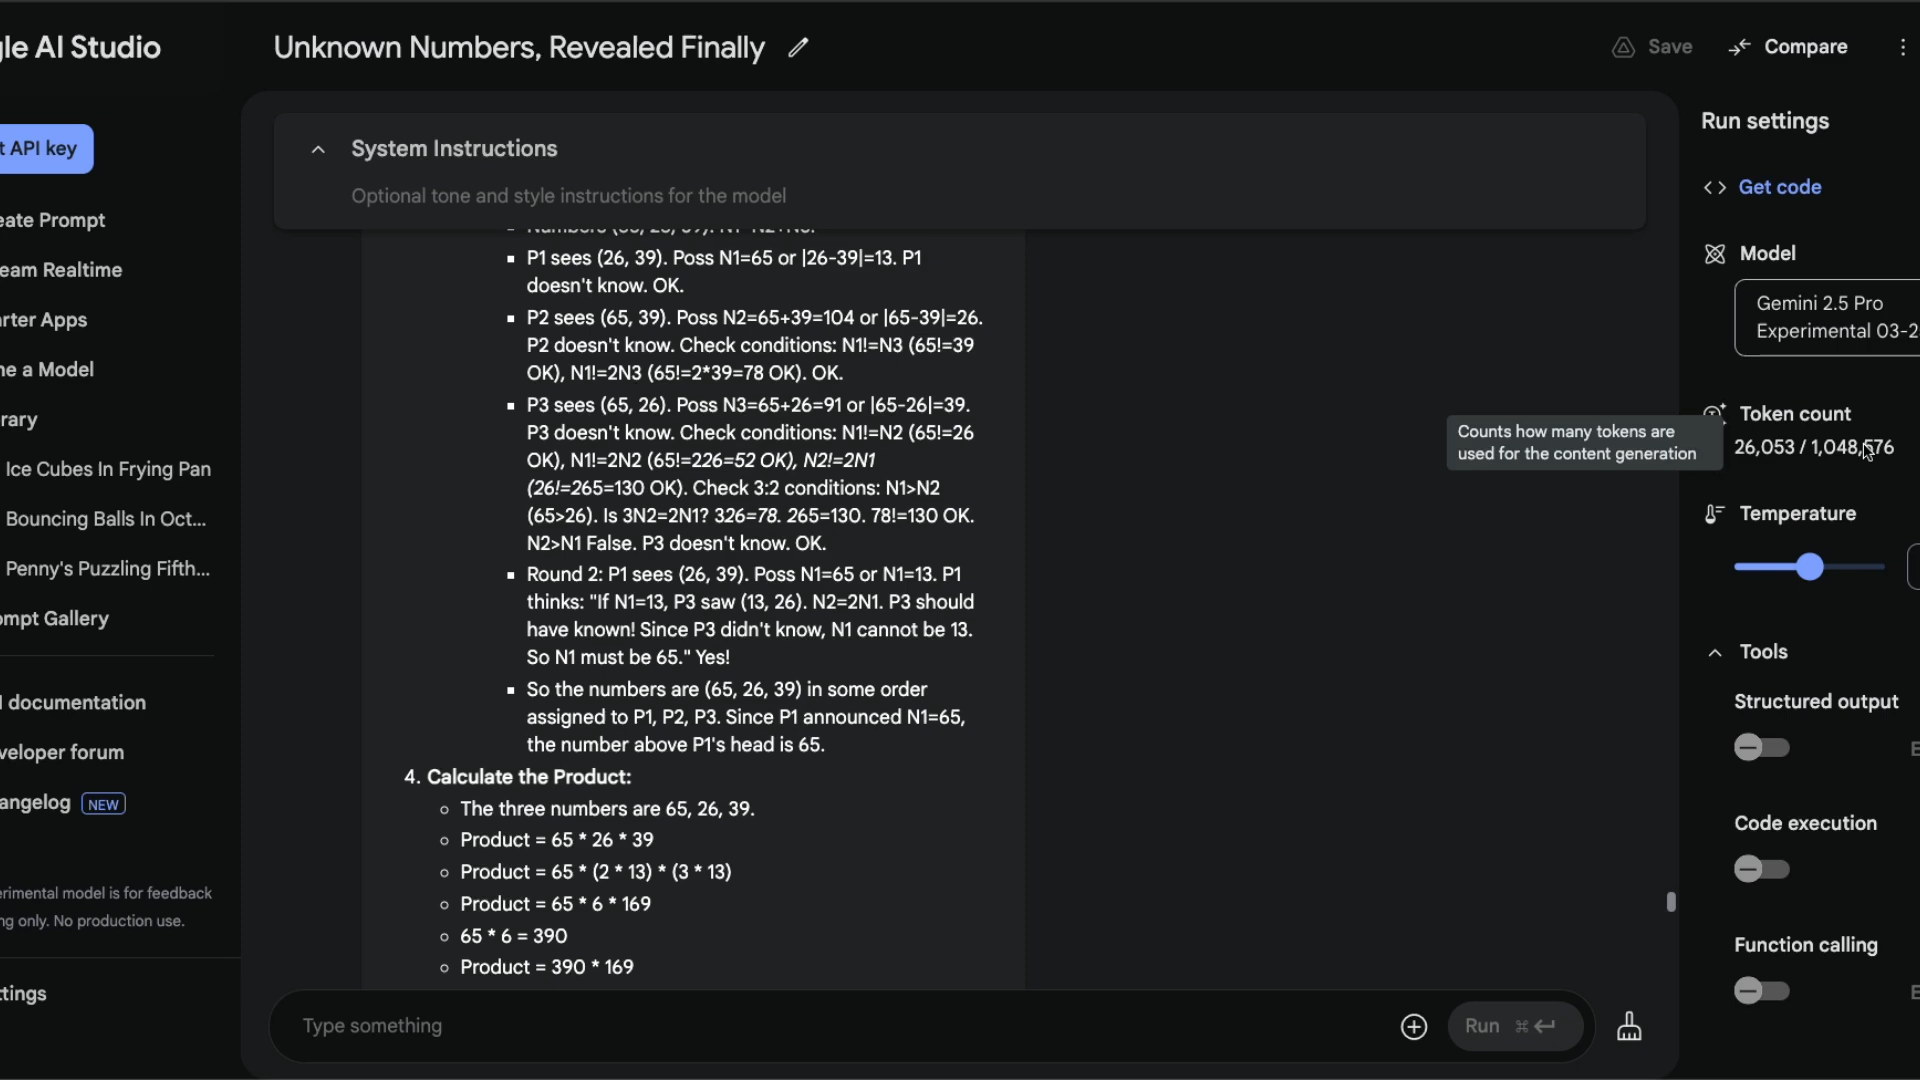 gle AI Studio
Unknown Numbers, Revealed Finally
Save
Compare
t API key
eate Prompt
eam Realtime
rter Apps
ne a Model
rary
Ice Cubes In Frying Pan
Bouncing Balls In Oct...
Penny's Puzzling Fifth...
ompt Gallery
I documentation
veloper forum
angelog NEW
erimental model is for feedback
ng only. No production use.
ttings
System Instructions
Optional tone and style instructions for the model
P1 sees (26, 39). Poss N1=65 or |26-39|=13. P1
doesn't know. OK.
P2 sees (65, 39). Poss N2=65+39=104 or |65-39|=26.
P2 doesn't know. Check conditions: N1!=N3 (65!=39
OK), N1!=2N3 (65!=2*39=78 OK). OK.
P3 sees (65, 26). Poss N3=65+26=91 or |65-26|=39.
P3 doesn't know. Check conditions: N1!=N2 (65!=26
OK), N1!=2N2 (65!=226=52 OK), N2!=2N1
(26!=265=130 OK). Check 3:2 conditions: N1>N2
(65>26). Is 3N2=2N1? 326=78. 265=130. 78!=130 OK.
N2>N1 False. P3 doesn't know. OK.
Round 2: P1 sees (26, 39). Poss N1=65 or N1=13. P1
thinks: "If N1=13, P3 saw (13, 26). N2=2N1. P3 should
have known! Since P3 didn't know, N1 cannot be 13.
So N1 must be 65." Yes!
So the numbers are (65, 26, 39) in some order
assigned to P1, P2, P3. Since P1 announced N1=65,
the number above P1's head is 65.
4. Calculate the Product:
The three numbers are 65, 26, 39.
Product = 65 * 26 * 39
Product = 65 * (2 * 13) * (3 * 13)
Product = 65 * 6 * 169
65 * 6 = 390
Product = 390 * 169
Type something
Run ⌘ ↵
Run settings
<> Get code
Model
Gemini 2.5 Pro
Experimental 03-2
Token count
26,053 / 1,048,576
Counts how many tokens are
used for the content generation
Temperature
Tools
Structured output
Code execution
Function calling